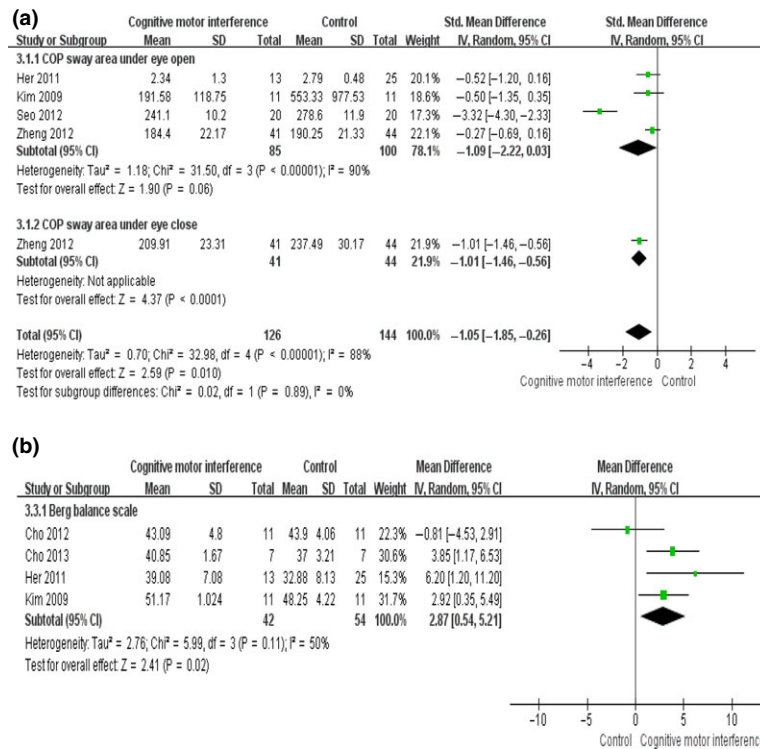 (a)
Cognitive motor interference Control Std. Mean Difference Std. Mean Difference
Study or Subgroup Mean SD Total Mean SD Total Weight IV, Random, 95% CI IV, Random, 95% CI
3.1.1 COP sway area under eye open
Her 2011 2.34 1.3 13 2.79 0.48 25 20.1% −0.52 [−1.20, 0.16]
Kim 2009 191.58 118.75 11 553.33 977.53 11 18.6% −0.50 [−1.35, 0.35]
Seo 2012 241.1 10.2 20 278.6 11.9 20 17.3% −3.32 [−4.30, −2.33]
Zheng 2012 184.4 22.17 41 190.25 21.33 44 22.1% −0.27 [−0.69, 0.16]
Subtotal (95% CI) 85 100 78.1% −1.09 [−2.22, 0.03]
Heterogeneity: Tau² = 1.18; Chi² = 31.50, df = 3 (P < 0.00001); I² = 90%
Test for overall effect: Z = 1.90 (P = 0.06)
3.1.2 COP sway area under eye close
Zheng 2012 209.91 23.31 41 237.49 30.17 44 21.9% −1.01 [−1.46, −0.56]
Subtotal (95% CI) 41 44 21.9% −1.01 [−1.46, −0.56]
Heterogeneity: Not applicable
Test for overall effect: Z = 4.37 (P < 0.0001)
Total (95% CI) 126 144 100.0% −1.05 [−1.85, −0.26]
Heterogeneity: Tau² = 0.70; Chi² = 32.98, df = 4 (P < 0.00001); I² = 88%
Test for overall effect: Z = 2.59 (P = 0.010)
Test for subgroup differences: Chi² = 0.02, df = 1 (P = 0.89), I² = 0%
−4 −2 0 2 4
Cognitive motor interference Control
(b)
Cognitive motor interference Control Mean Difference Mean Difference
Study or Subgroup Mean SD Total Mean SD Total Weight IV, Random, 95% CI IV, Random, 95% CI
3.3.1 Berg balance scale
Cho 2012 43.09 4.8 11 43.9 4.06 11 22.3% −0.81 [−4.53, 2.91]
Cho 2013 40.85 1.67 7 37 3.21 7 30.6% 3.85 [1.17, 6.53]
Her 2011 39.08 7.08 13 32.88 8.13 25 15.3% 6.20 [1.20, 11.20]
Kim 2009 51.17 1.024 11 48.25 4.22 11 31.7% 2.92 [0.35, 5.49]
Subtotal (95% CI) 42 54 100.0% 2.87 [0.54, 5.21]
Heterogeneity: Tau² = 2.76; Chi² = 5.99, df = 3 (P = 0.11); I² = 50%
Test for overall effect: Z = 2.41 (P = 0.02)
−10 −5 0 5 10
Control Cognitive motor interference